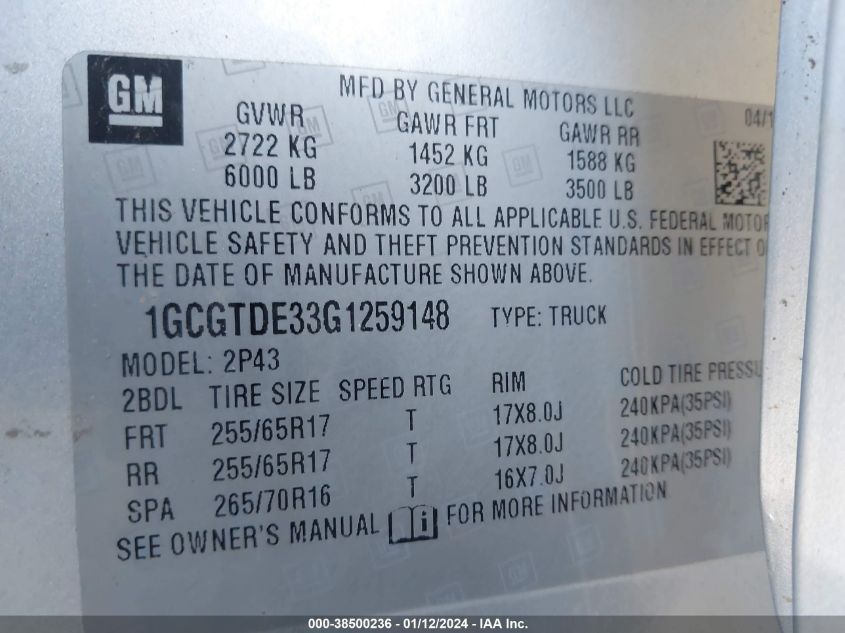 GM
MFD BY GENERAL MOTORS LLC
GVWR GAWR FRT GAWR RR 04/1
2722 KG 1452 KG 1588 KG
6000 LB 3200 LB 3500 LB
THIS VEHICLE CONFORMS TO ALL APPLICABLE U.S. FEDERAL MOTOR
VEHICLE SAFETY AND THEFT PREVENTION STANDARDS IN EFFECT O
THE DATE OF MANUFACTURE SHOWN ABOVE.
1GCGTDE33G1259148 TYPE: TRUCK
MODEL: 2P43
2BDL TIRE SIZE SPEED RTG RIM COLD TIRE PRESSU
FRT 255/65R17 T 17X8.0J 240KPA(35PSI)
RR 255/65R17 T 17X8.0J 240KPA(35PSI)
SPA 265/70R16 T 16X7.0J 240KPA(35PSI)
SEE OWNER'S MANUAL i FOR MORE INFORMATION
000-38500236 - 01/12/2024 - IAA Inc.